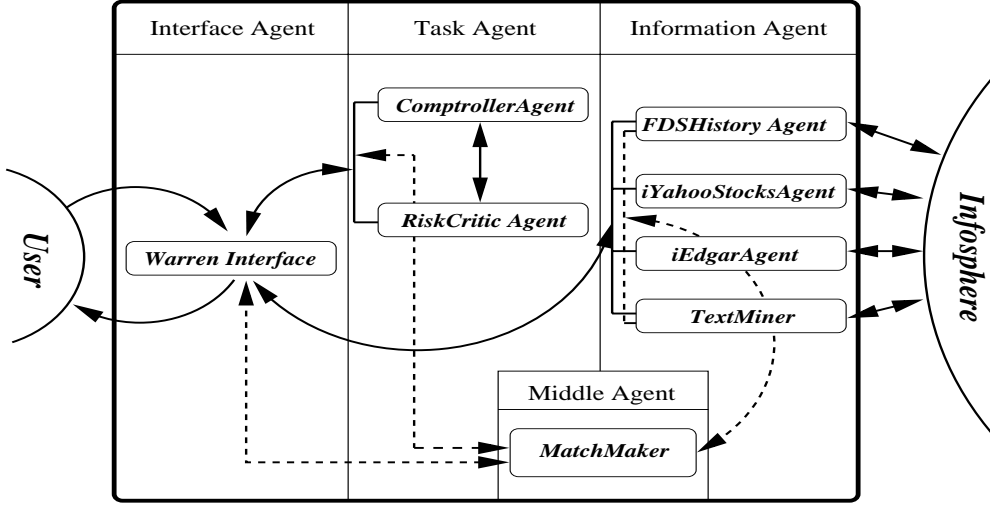 Interface Agent
Task Agent
Information Agent
ComptrollerAgent
FDSHistory Agent
iYahooStocksAgent
RiskCritic Agent
User
Warren Interface
iEdgarAgent
Infosphere
TextMiner
Middle Agent
MatchMaker